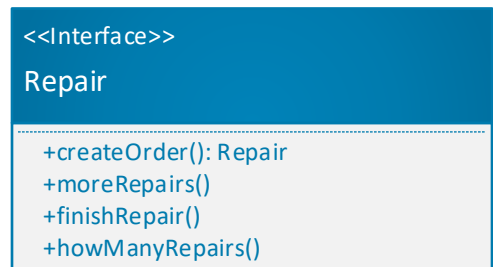 <<Interface>>
Repair
+createOrder(): Repair
+moreRepairs()
+finishRepair()
+howManyRepairs()